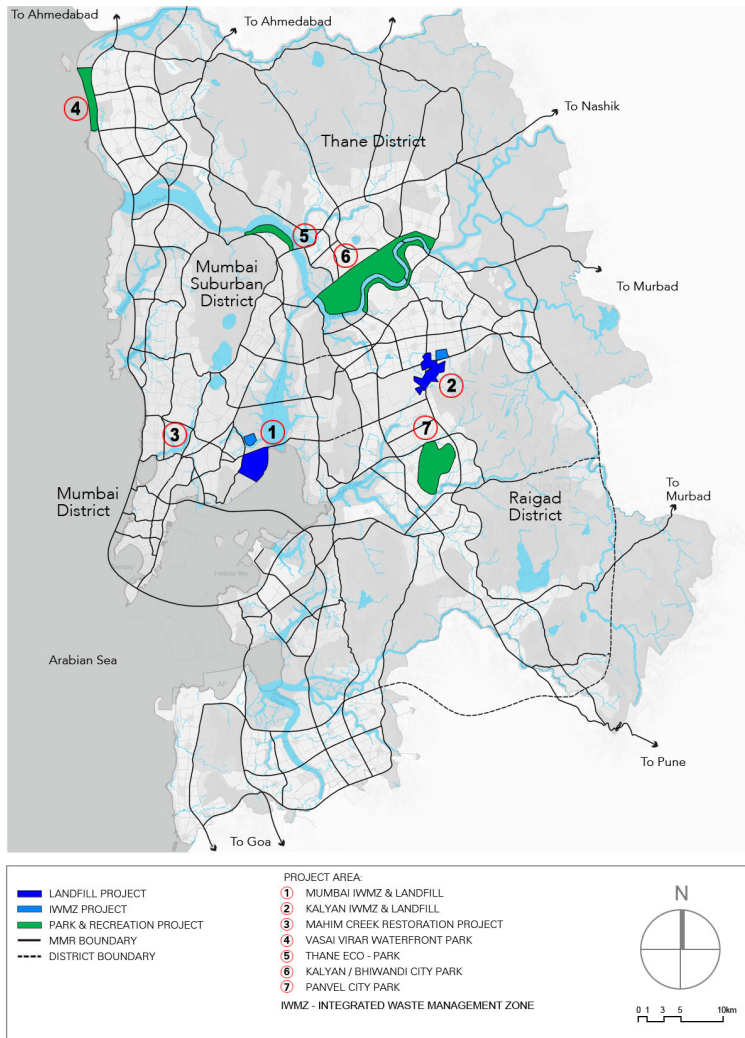 To Ahmedabad
To Ahmedabad
To Nashik
4
Thane District
5
6
Mumbai
Suburban
District
To Murbad
2
7
1
3
Mumbai
District
Raigad
District
To
Murbad
Arabian Sea
To Pune
To Goa
LANDFILL PROJECT
IWMZ PROJECT
PARK & RECREATION PROJECT
MMR BOUNDARY
DISTRICT BOUNDARY
PROJECT AREA:
1 MUMBAI IWMZ & LANDFILL
2 KALYAN IWMZ & LANDFILL
3 MAHIM CREEK RESTORATION PROJECT
4 VASAI VIRAR WATERFRONT PARK
5 THANE ECO - PARK
6 KALYAN / BHIWANDI CITY PARK
7 PANVEL CITY PARK
IWMZ - INTEGRATED WASTE MANAGEMENT ZONE
N
0 1 3 5 10km